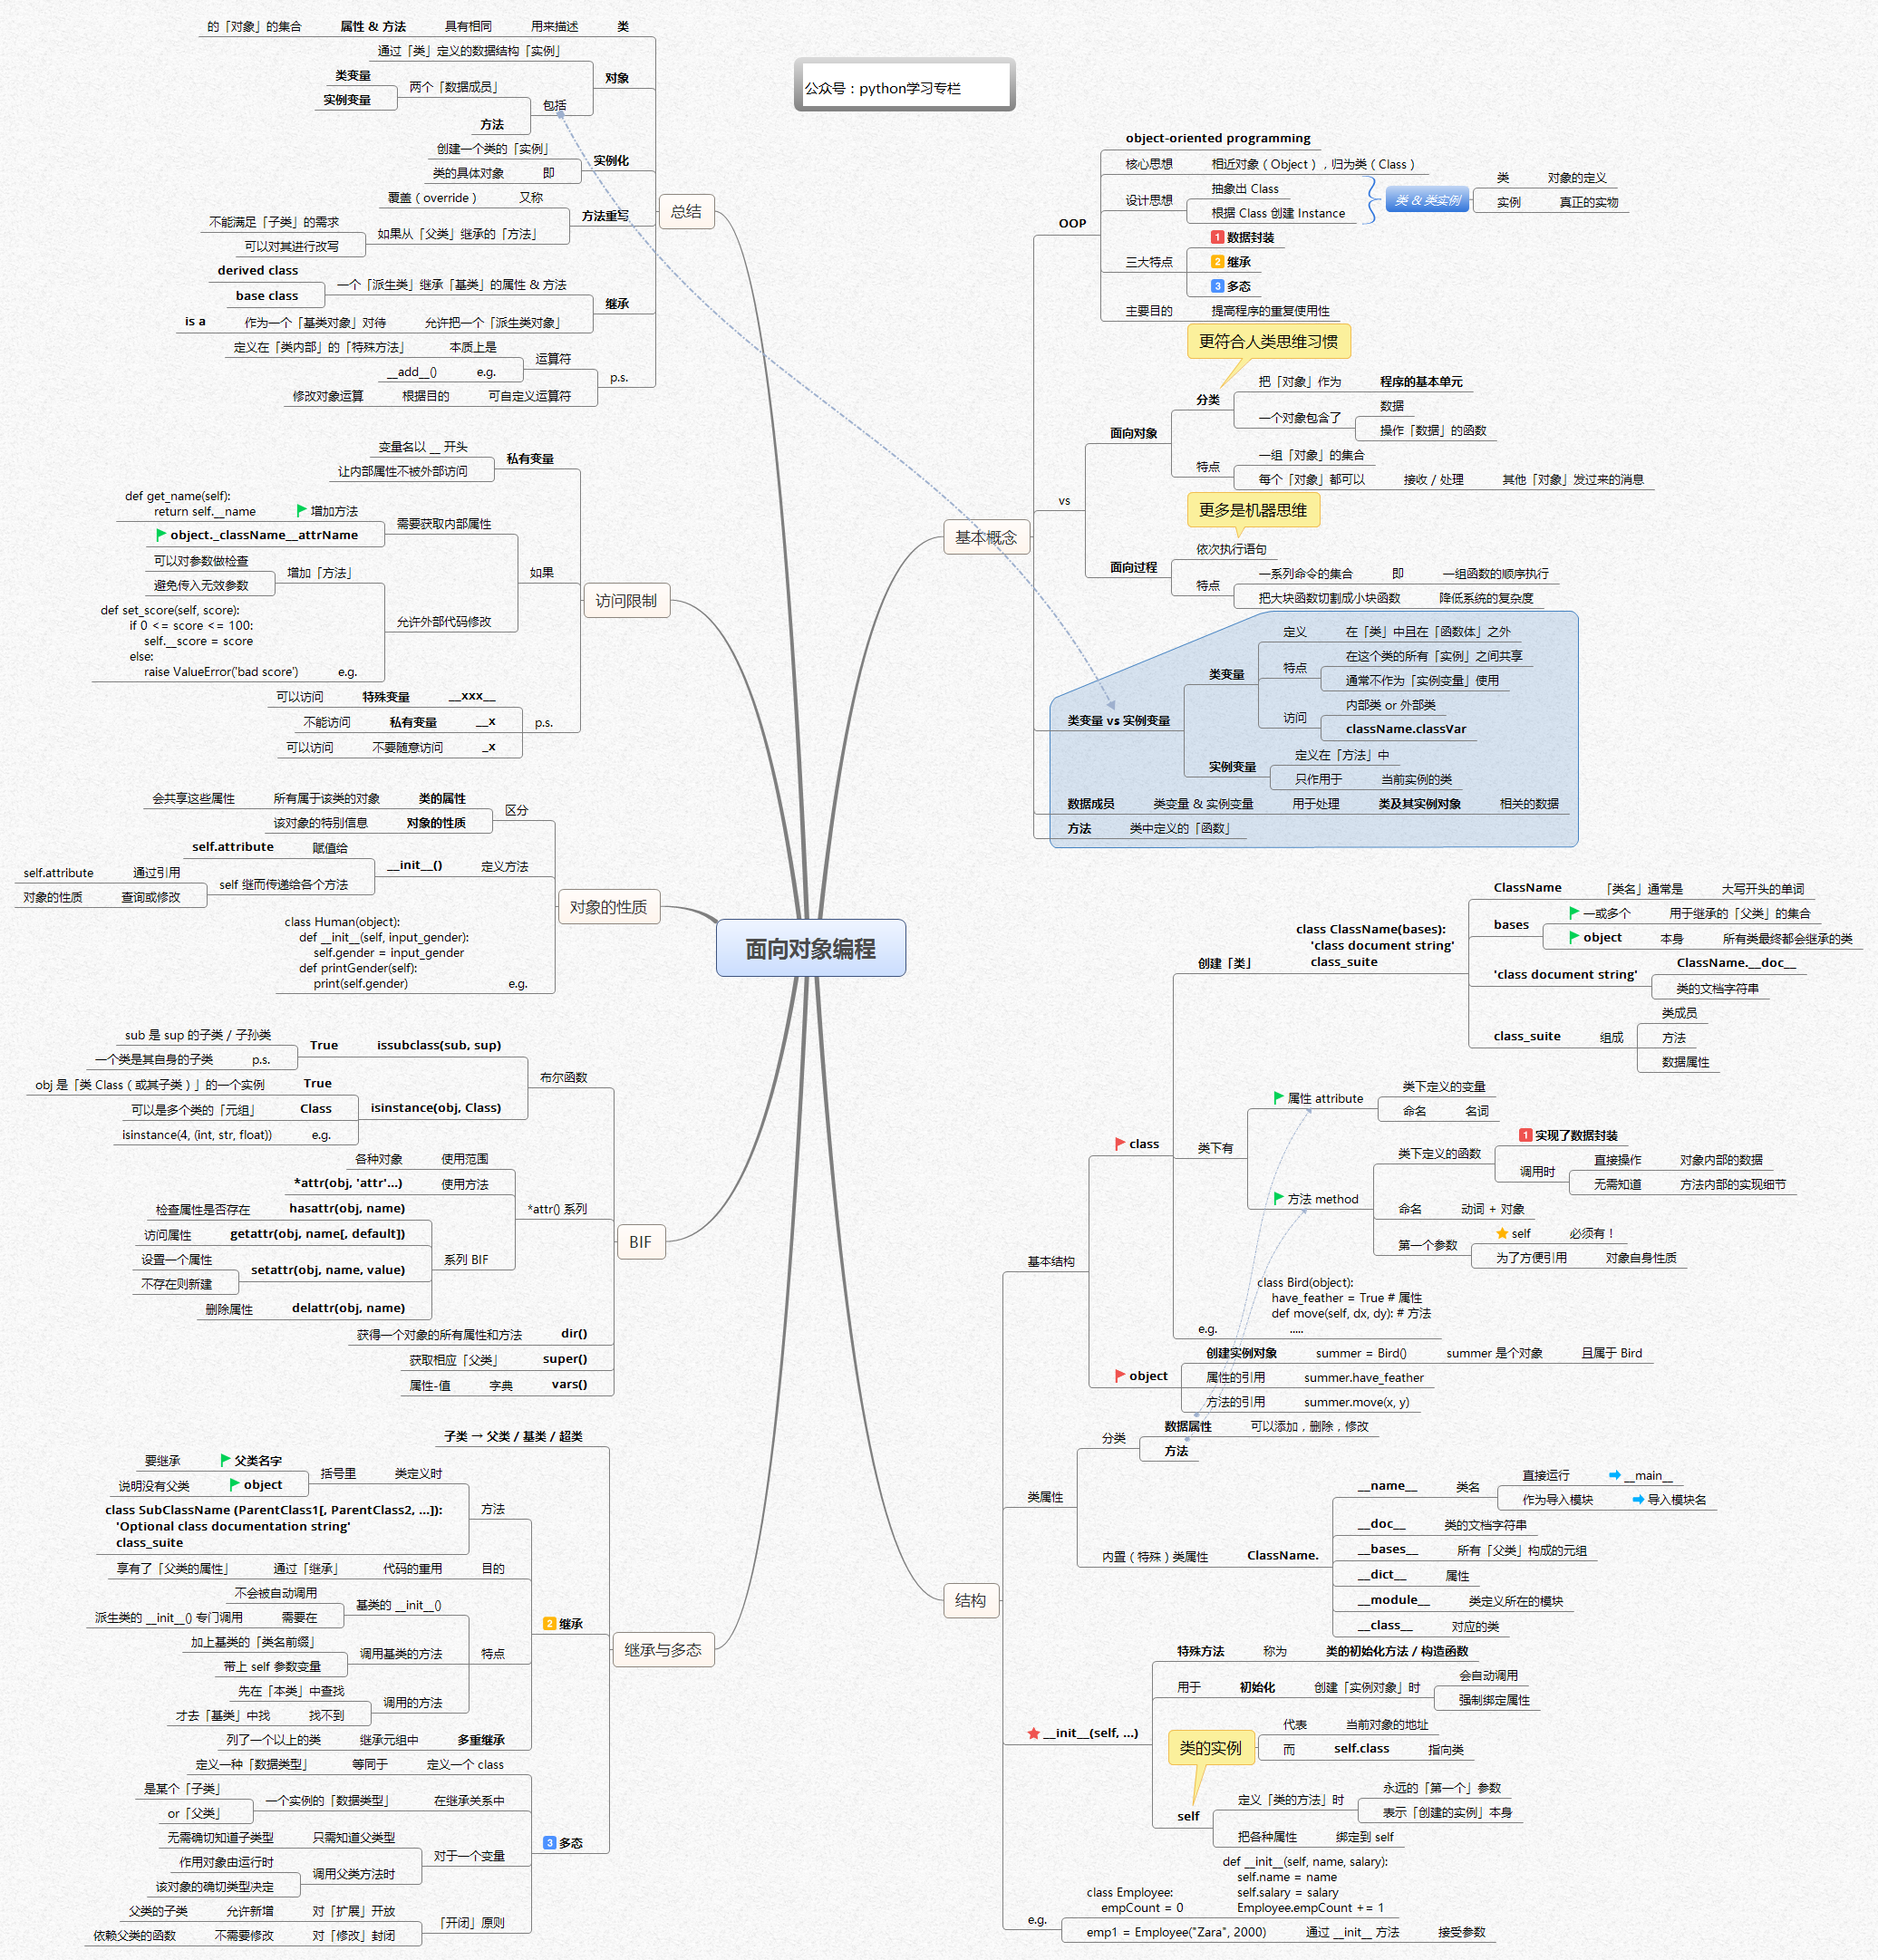 公众号：python学习专栏
面向对象编程
基本概念
OOP
object-oriented programming
核心思想 相近对象（Object），归为类（Class）
设计思想
抽象出 Class
根据 Class 创建 Instance
类 & 类实例
类 对象的定义
实例 真正的实物
三大特点
1 数据封装
2 继承
3 多态
主要目的 提高程序的重复使用性
vs
面向对象
更符合人类思维习惯
分类
把「对象」作为 程序的基本单元
一个对象包含了
数据
操作「数据」的函数
特点
一组「对象」的集合
每个「对象」都可以 接收 / 处理 其他「对象」发过来的消息
面向过程
更多是机器思维
依次执行语句
特点
一系列命令的集合 即 一组函数的顺序执行
把大块函数切割成小块函数 降低系统的复杂度
类变量 vs 实例变量
类变量
定义 在「类」中且在「函数体」之外
特点
在这个类的所有「实例」之间共享
通常不作为「实例变量」使用
访问
内部类 or 外部类
className.classVar
实例变量
定义在「方法」中
只作用于 当前实例的类
数据成员 类变量 & 实例变量 用于处理 类及其实例对象 相关的数据
方法 类中定义的「函数」
结构
基本结构
class
创建「类」
class ClassName(bases):
'class document string'
class_suite
ClassName 「类名」通常是 大写开头的单词
bases
一或多个 用于继承的「父类」的集合
object 本身 所有类最终都会继承的类
'class document string'
ClassName.__doc__
类的文档字符串
class_suite 组成
类成员
方法
数据属性
类下有
属性 attribute
类下定义的变量
命名 名词
方法 method
类下定义的函数
1 实现了数据封装
调用时
直接操作 对象内部的数据
无需知道 方法内部的实现细节
命名 动词 + 对象
第一个参数
self 必须有！
为了方便引用 对象自身性质
e.g.
class Bird(object):
have_feather = True # 属性
def move(self, dx, dy): # 方法
.....
object
创建实例对象 summer = Bird() summer 是个对象 且属于 Bird
属性的引用 summer.have_feather
方法的引用 summer.move(x, y)
类属性
分类
数据属性 可以添加，删除，修改
方法
内置（特殊）类属性 ClassName.
__name__ 类名
直接运行 __main__
作为导入模块 导入模块名
__doc__ 类的文档字符串
__bases__ 所有「父类」构成的元组
__dict__ 属性
__module__ 类定义所在的模块
__class__ 对应的类
__init__(self, ...)
特殊方法 称为 类的初始化方法 / 构造函数
用于 初始化 创建「实例对象」时
会自动调用
强制绑定属性
self
类的实例
代表 当前对象的地址
而 self.class 指向类
定义「类的方法」时
永远的「第一个」参数
表示「创建的实例」本身
把各种属性 绑定到 self
e.g.
class Employee:
empCount = 0
def __init__(self, name, salary):
self.name = name
self.salary = salary
Employee.empCount += 1
emp1 = Employee("Zara", 2000) 通过 __init__ 方法 接受参数
总结
的「对象」的集合 属性 & 方法 具有相同 用来描述 类
对象
通过「类」定义的数据结构「实例」
包括
两个「数据成员」
类变量
实例变量
方法
实例化
创建一个类的「实例」
类的具体对象 即
方法重写
覆盖（override） 又称
如果从「父类」继承的「方法」
不能满足「子类」的需求
可以对其进行改写
继承
一个「派生类」继承「基类」的属性 & 方法
derived class
base class
is a 作为一个「基类对象」对待 允许把一个「派生类对象」
p.s.
运算符
定义在「类内部」的「特殊方法」 本质上是
__add__() e.g.
修改对象运算 根据目的 可自定义运算符
访问限制
私有变量
变量名以 __ 开头
让内部属性不被外部访问
如果
需要获取内部属性
def get_name(self):
return self.__name
增加方法
object._className__attrName
允许外部代码修改
增加「方法」
可以对参数做检查
避免传入无效参数
def set_score(self, score):
if 0 <= score <= 100:
self.__score = score
else:
raise ValueError('bad score') e.g.
p.s.
可以访问 特殊变量 __xxx__
不能访问 私有变量 __x
可以访问 不要随意访问 _x
对象的性质
区分
会共享这些属性 所有属于该类的对象 类的属性
该对象的特别信息 对象的性质
定义方法
__init__()
self.attribute 赋值给
self 继而传递给各个方法
self.attribute 通过引用
对象的性质 查询或修改
class Human(object):
def __init__(self, input_gender):
self.gender = input_gender
def printGender(self):
print(self.gender) e.g.
BIF
布尔函数
issubclass(sub, sup)
True
sub 是 sup 的子类 / 子孙类
一个类是其自身的子类 p.s.
isinstance(obj, Class)
obj 是「类 Class（或其子类）」的一个实例 True
可以是多个类的「元组」 Class
isinstance(4, (int, str, float)) e.g.
*attr() 系列
各种对象 使用范围
*attr(obj, 'attr'...) 使用方法
系列 BIF
检查属性是否存在 hasattr(obj, name)
访问属性 getattr(obj, name[, default])
setattr(obj, name, value)
设置一个属性
不存在则新建
删除属性 delattr(obj, name)
获得一个对象的所有属性和方法 dir()
获取相应「父类」 super()
属性-值 字典 vars()
继承与多态
子类 → 父类 / 基类 / 超类
2 继承
方法
类定义时
括号里
要继承 父类名字
说明没有父类 object
class SubClassName (ParentClass1[, ParentClass2, ...]):
'Optional class documentation string'
class_suite
享有了「父类的属性」 通过「继承」 代码的重用 目的
特点
基类的 __init__()
不会被自动调用
派生类的 __init__() 专门调用 需要在
调用基类的方法
加上基类的「类名前缀」
带上 self 参数变量
调用的方法
先在「本类」中查找
才去「基类」中找 找不到
列了一个以上的类 继承元组中 多重继承
3 多态
定义一种「数据类型」 等同于 定义一个 class
在继承关系中
一个实例的「数据类型」
是某个「子类」
or「父类」
对于一个变量
无需确切知道子类型 只需知道父类型
调用父类方法时
作用对象由运行时
该对象的确切类型决定
「开闭」原则
父类的子类 允许新增 对「扩展」开放
依赖父类的函数 不需要修改 对「修改」封闭